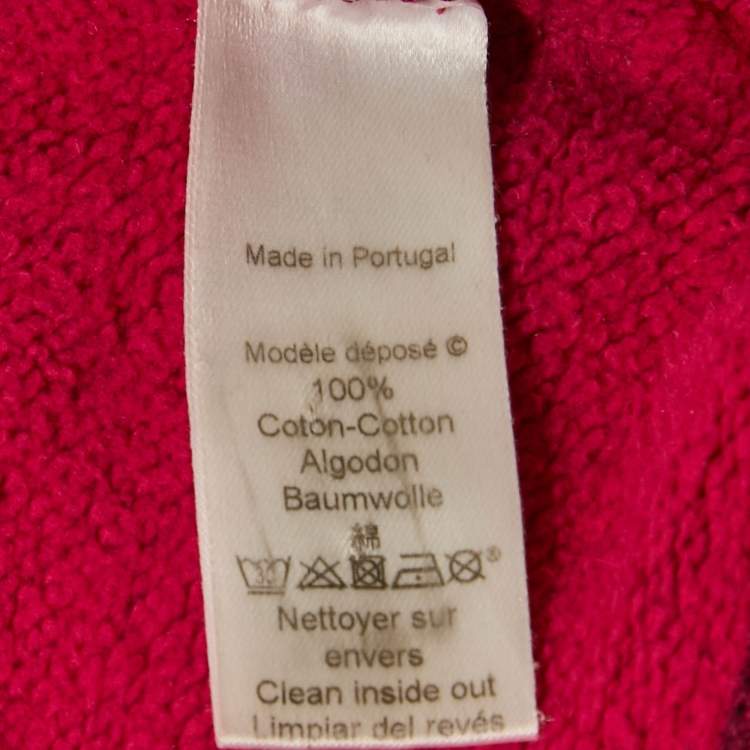 Made in Portugal
Modèle déposé ©
100%
Coton-Cotton
Algodon
Baumwolle
綿
30
Nettoyer sur
envers
Clean inside out
Limpiar del revés